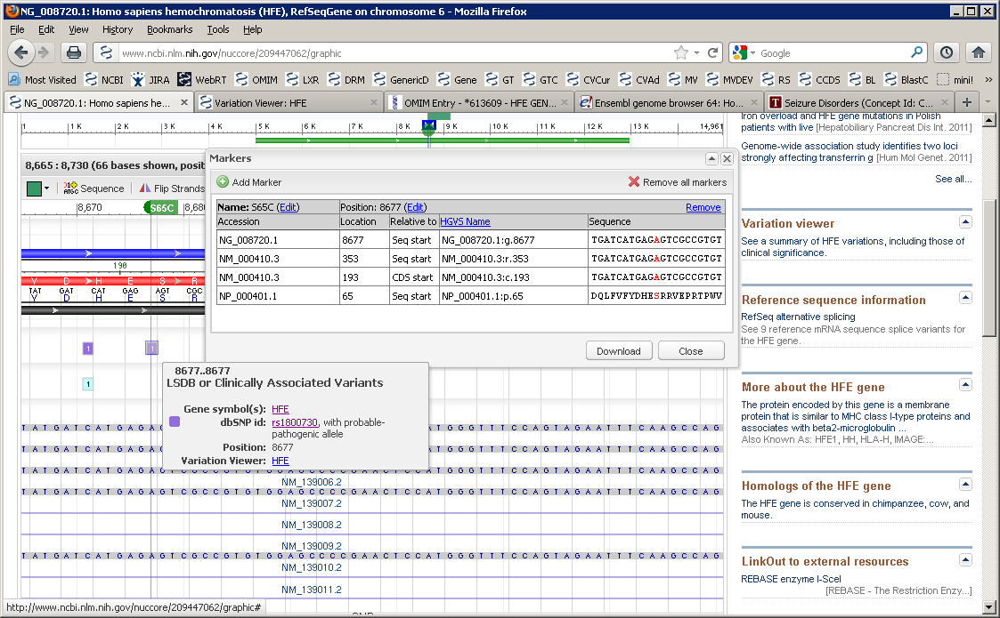 NG_008720.1: Homo sapiens hemochromatosis (HFE), RefSeqGene on chromosome 6 - Mozilla Firefox
File Edit View History Bookmarks Tools Help
www.ncbi.nlm.nih.gov/nuccore/209447062/graphic
Google
Most Visited NCBI JIRA WebRT OMIM LXR DRM GenericD Gene GT GTC CVCur CVAd MV MVDEV RS CCDS BL BlastC mini!
NG_008720.1: Homo sapiens he...
Variation Viewer: HFE
OMIM Entry - *613609 - HFE GEN...
Ensembl genome browser 64: Ho...
Seizure Disorders (Concept Id: C...
1 1 K 2 K 3 K 4 K 5 K 6 K 7 K 9 K 10 K 11 K 12 K 14,961
8,665 : 8,730 (66 bases shown, posit
Sequence Flip Strands
8,670 S65C 8,680
190
Y D H E S R
TAT GAT CAT GAG AGT CGC
Y D H E S R
1 1
1
Markers
Add Marker
Remove all markers
Name: S65C (Edit) Position: 8677 (Edit) Remove
Accession Location Relative to HGVS Name Sequence
NG_008720.1 8677 Seq start NG_008720.1:g.8677 TGATCATGAGAGTCGCCGTGT
NM_000410.3 353 Seq start NM_000410.3:r.353 TGATCATGAGAGTCGCCGTGT
NM_000410.3 193 CDS start NM_000410.3:c.193 TGATCATGAGAGTCGCCGTGT
NP_000401.1 65 Seq start NP_000401.1:p.65 DQLFVFYDHESRRVEPRTPWV
Download Close
8677..8677
LSDB or Clinically Associated Variants
Gene symbol(s): HFE
dbSNP id: rs1800730, with probable-
pathogenic allele
Position: 8677
Variation Viewer: HFE
NM_139006.2
NM_139007.2
NM_139008.2
NM_139009.2
T A T G A T C A T G A G A G T C G C C G T G T G G A G C C C C G A A C T C C A T G G G T T T C C A G T A G A A T T T C A A G C C A G
NM_139010.2
NM_139011.2
Iron overload and HFE gene mutations in Polish
patients with live [Hepatobiliary Pancreat Dis Int. 2011]
Genome-wide association study identifies two loci
strongly affecting transferrin g [Hum Mol Genet. 2011]
See all...
Variation viewer
See a summary of HFE variations, including those of
clinical significance.
Reference sequence information
RefSeq alternative splicing
See 9 reference mRNA sequence splice variants for
the HFE gene.
More about the HFE gene
The protein encoded by this gene is a membrane
protein that is similar to MHC class I-type proteins and
associates with beta2-microglobulin ...
Also Known As: HFE1, HH, HLA-H, IMAGE:...
Homologs of the HFE gene
The HFE gene is conserved in chimpanzee, cow, and
mouse.
LinkOut to external resources
REBASE enzyme I-SceI
[REBASE - The Restriction Enzy...]
http://www.ncbi.nlm.nih.gov/nuccore/209447062/graphic#